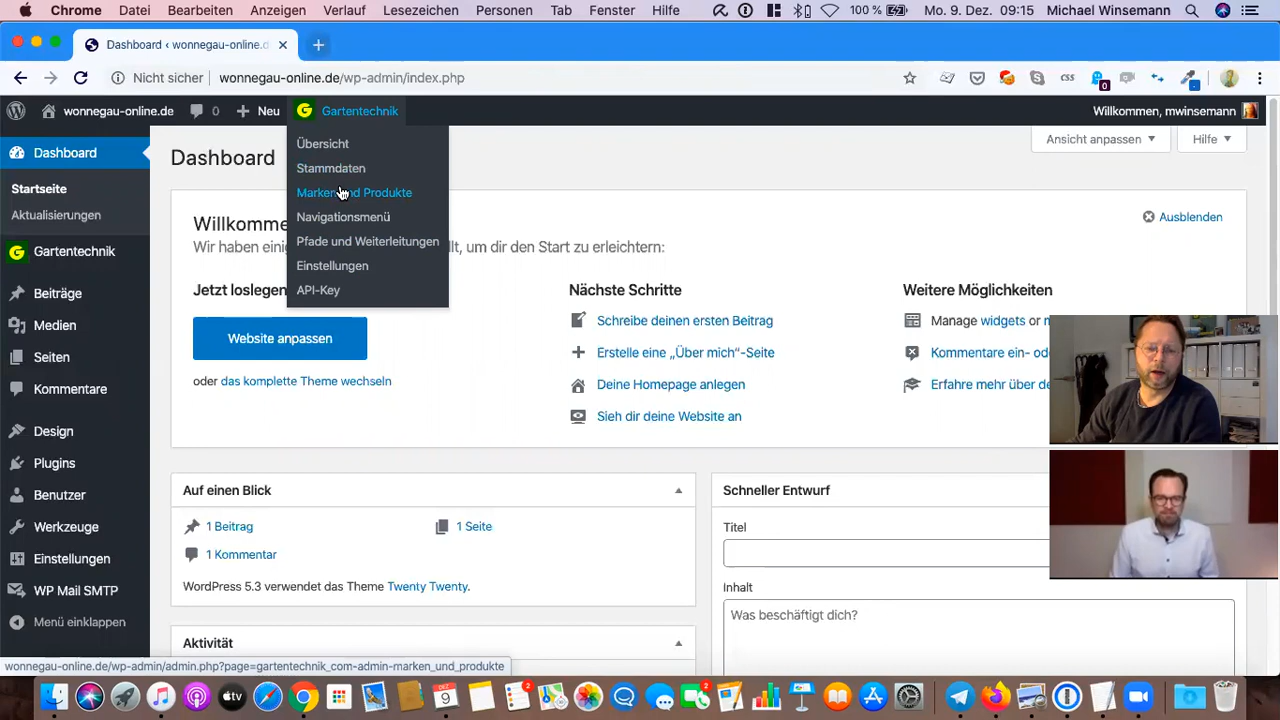 Chrome Datei Bearbeiten Anzeigen Verlauf Lesezeichen Personen Tab Fenster Hilfe 100 % Mo. 9. Dez. 09:15 Michael Winsemann
Dashboard ‹ wonnegau-online.d
Nicht sicher wonnegau-online.de/wp-admin/index.php css 0
wonnegau-online.de 0 Neu G Gartentechnik Willkommen, mwinsemann
Dashboard
Startseite
Aktualisierungen
G Gartentechnik
Beiträge
Medien
Seiten
Kommentare
Design
Plugins
Benutzer
Werkzeuge
Einstellungen
WP Mail SMTP
Menü einklappen
Übersicht
Stammdaten
Marken und Produkte
Navigationsmenü
Pfade und Weiterleitungen
Einstellungen
API-Key
Dashboard
Ansicht anpassen Hilfe
Willkomme
Ausblenden
Wir haben einig llt, um dir den Start zu erleichtern:
Jetzt loslegen
Website anpassen
oder das komplette Theme wechseln
Nächste Schritte
Schreibe deinen ersten Beitrag
Erstelle eine „Über mich“-Seite
Deine Homepage anlegen
Sieh dir deine Website an
Weitere Möglichkeiten
Manage widgets or m
Kommentare ein- od
Erfahre mehr über de
Auf einen Blick
1 Beitrag 1 Seite
1 Kommentar
WordPress 5.3 verwendet das Theme Twenty Twenty.
Aktivität
Schneller Entwurf
Titel
Inhalt
Was beschäftigt dich?
wonnegau-online.de/wp-admin/admin.php?page=gartentechnik_com-admin-marken_und_produkte